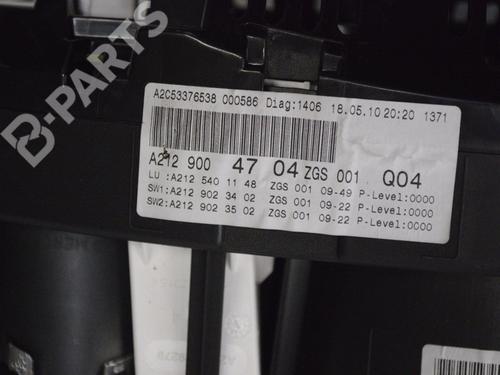 B-PARTS
A2C53376538 000586 Diag:1406 18.05.10 20:20 1371
A212 900 47 04 ZGS 001 Q04
LU :A212 540 11 48 ZGS 001 09-49 P-Level:0000
SW1:A212 902 34 02 ZGS 001 09-22 P-Level:0000
SW2:A212 902 35 02 ZGS 001 09-22 P-Level:0000